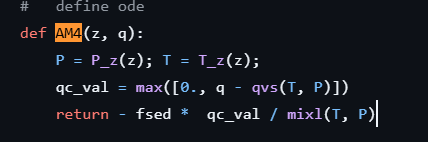 #   define ode
def AM4(z, q):
    P = P_z(z); T = T_z(z);
    qc_val = max([0., q - qvs(T, P)])
    return - fsed *  qc_val / mixl(T, P)